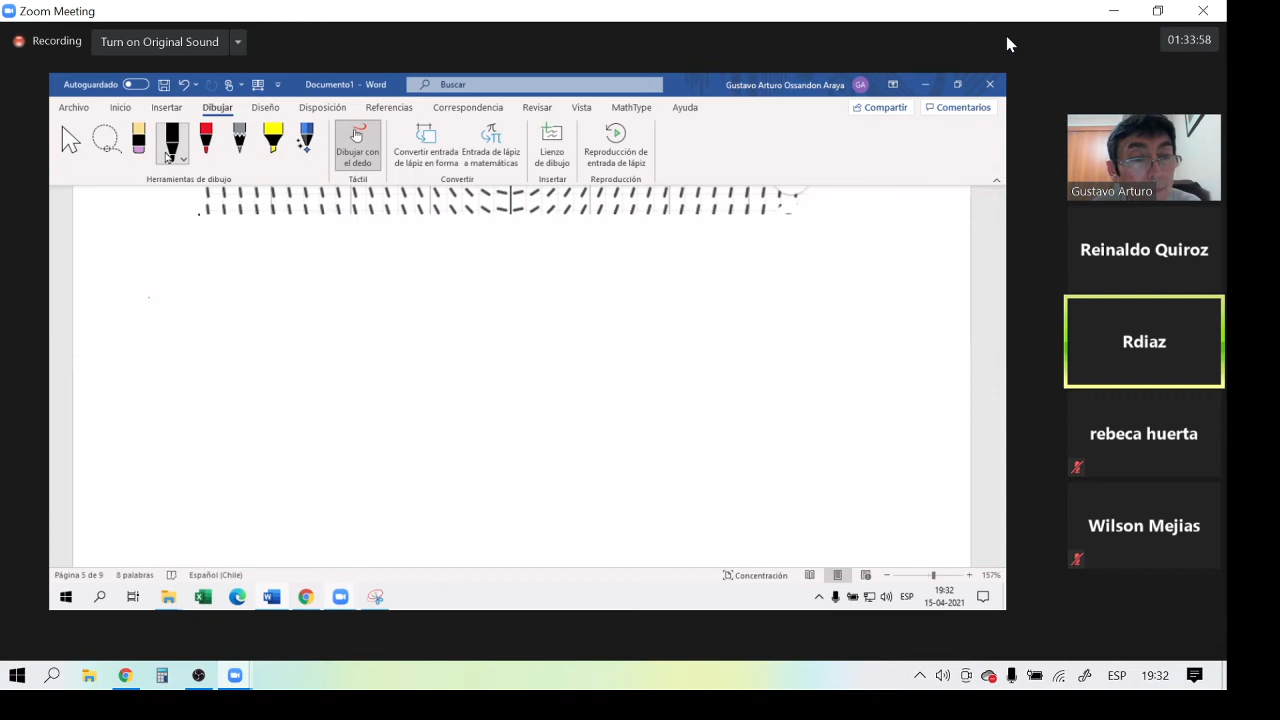 Zoom Meeting
Recording
Turn on Original Sound
01:33:58
Autoguardado
Documento1 - Word
Buscar
Gustavo Arturo Ossandon Araya
GA
Archivo
Inicio
Insertar
Dibujar
Diseño
Disposición
Referencias
Correspondencia
Revisar
Vista
MathType
Ayuda
Compartir
Comentarios
Dibujar con
el dedo
Convertir entrada
de lápiz en forma
Entrada de lápiz
a matemáticas
Lienzo
de dibujo
Reproducción de
entrada de lápiz
Herramientas de dibujo
Táctil
Convertir
Insertar
Reproducción
Gustavo Arturo
Reinaldo Quiroz
Rdiaz
rebeca huerta
Wilson Mejias
Página 5 de 9
8 palabras
Español (Chile)
Concentración
157%
ESP
19:32
15-04-2021
ESP
19:32